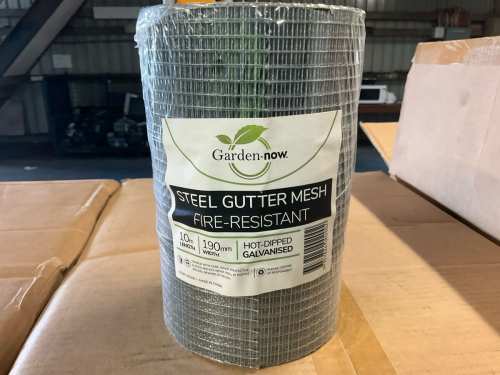 Garden-now.
STEEL GUTTER MESH
FIRE-RESISTANT
10m
LENGTH
190mm
WIDTH
HOT-DIPPED
GALVANISED